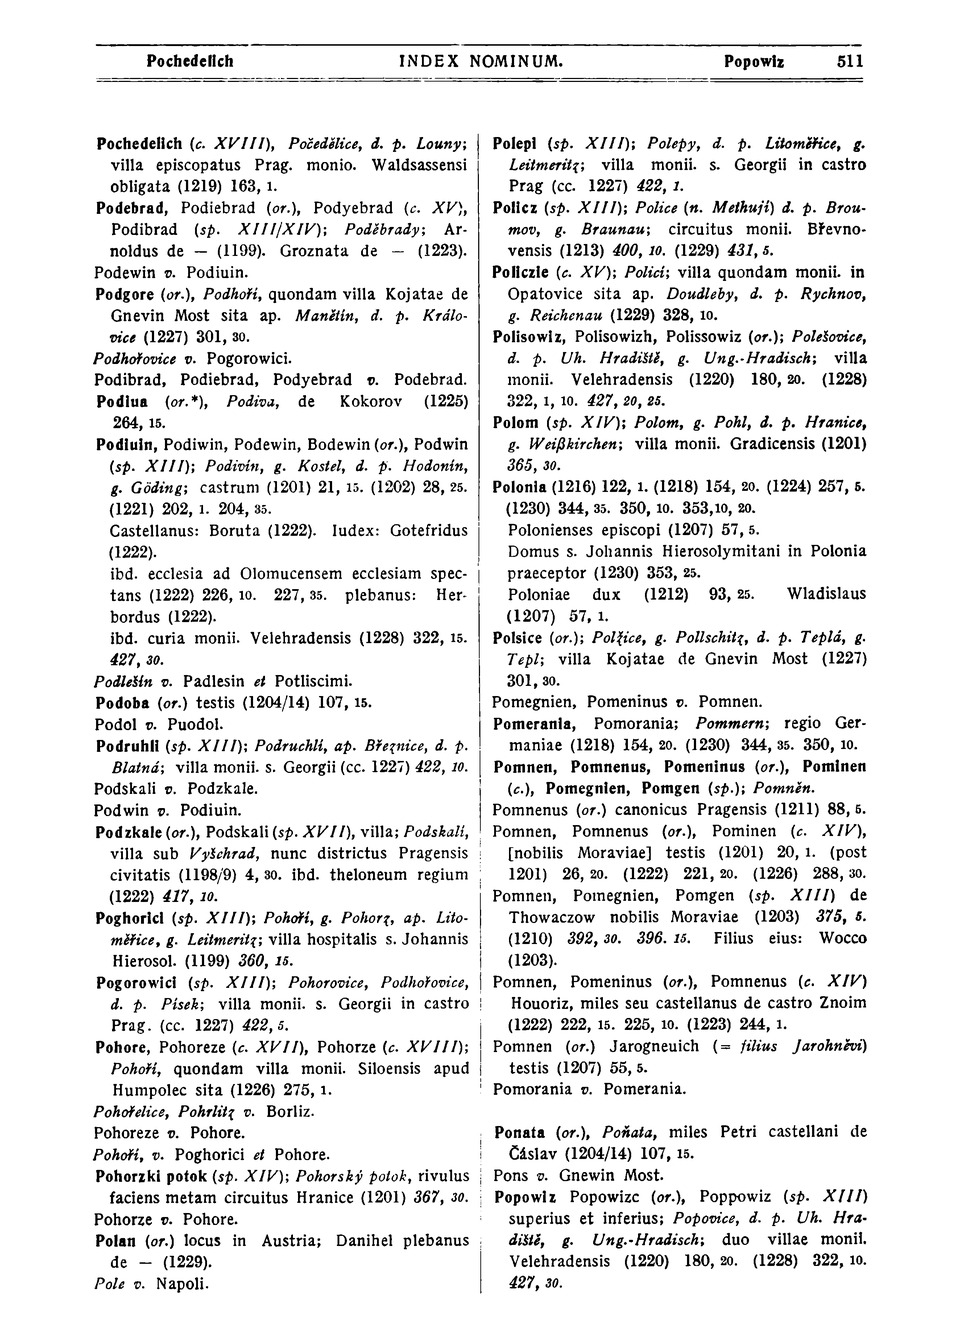 Pochedelich INDEX NOMINUM. Popowiz 511
Pochedelich (c. XVIII), Počedělice, d. p. Louny;
villa episcopatus Prag. monio. Waldsassensi
obligata (1219) 163, 1.
Podebrad, Podiebrad (or.), Podyebrad (c. XV),
Podibrad (sp. XIII/XIV); Poděbrady; Ar-
noldus de — (1199). Groznata de — (1223).
Podewin v. Podiuin.
Podgore (or.), Podhoří, quondam villa Kojatae de
Gnevin Most sita ap. Manětín, d. p. Králo-
vice (1227) 301, 30.
Podhořovice v. Pogorowici.
Podibrad, Podiebrad, Podyebrad v. Podebrad.
Podiua (or.*), Podiva, de Kokorov (1225)
264, 15.
Podiuin, Podiwin, Podewin, Bodewin (or.), Podwin
(sp. XIII); Podivín, g. Kostel, d. p. Hodonín,
g. Göding; castrum (1201) 21, 15. (1202) 28, 25.
(1221) 202, 1. 204, 35.
Castellanus: Boruta (1222). Iudex: Gotefridus
(1222).
ibd. ecclesia ad Olomucensem ecclesiam spec-
tans (1222) 226, 10. 227, 35. plebanus: Her-
bordus (1222).
ibd. curia monii. Velehradensis (1228) 322, 15.
427, 30.
Podlešín v. Padlesin et Potliscimi.
Podoba (or.) testis (1204/14) 107, 15.
Podol v. Puodol.
Podruhli (sp. XIII); Podruchlí, ap. Březnice, d. p.
Blatná; villa monii. s. Georgii (cc. 1227) 422, 10.
Podskali v. Podzkale.
Podwin v. Podiuin.
Podzkale (or.), Podskali (sp. XVII), villa; Podskalí,
villa sub Vyšehrad, nunc districtus Pragensis
civitatis (1198/9) 4, 30. ibd. theloneum regium
(1222) 417, 10.
Poghorici (sp. XIII); Pohoří, g. Pohorz, ap. Lito-
měřice, g. Leitmeritz; villa hospitalis s. Johannis
Hierosol. (1199) 360, 15.
Pogorowici (sp. XIII); Pohorovice, Podhořovice,
d. p. Písek; villa monii. s. Georgii in castro
Prag. (cc. 1227) 422, 5.
Pohore, Pohoreze (c. XVII), Pohorze (c. XVIII);
Pohoří, quondam villa monii. Siloensis apud
Humpolec sita (1226) 275, 1.
Pohořelice, Pohrlitz v. Borliz.
Pohoreze v. Pohore.
Pohoří, v. Poghorici et Pohore.
Pohorzki potok (sp. XIV); Pohorský potok, rivulus
faciens metam circuitus Hranice (1201) 367, 30.
Pohorze v. Pohore.
Polan (or.) locus in Austria; Danihel plebanus
de — (1229).
Pole v. Napoli.
Polepi (sp. XIII); Polepy, d. p. Litoměřice, g.
Leitmeritz; villa monii. s. Georgii in castro
Prag (cc. 1227) 422, 1.
Policz (sp. XIII); Police (n. Methují) d. p. Brou-
mov, g. Braunau; circuitus monii. Břevno-
vensis (1213) 400, 10. (1229) 431, 5.
Policzie (c. XV); Polici; villa quondam monii. in
Opatovice sita ap. Doudleby, d. p. Rychnov,
g. Reichenau (1229) 328, 10.
Polisowiz, Polisowizh, Polissowiz (or.); Polešovice,
d. p. Uh. Hradiště, g. Ung.-Hradisch; villa
monii. Velehradensis (1220) 180, 20. (1228)
322, 1, 10. 427, 20, 25.
Polom (sp. XIV); Polom, g. Pohl, d. p. Hranice,
g. Weißkirchen; villa monii. Gradicensis (1201)
365, 30.
Polonia (1216) 122, 1. (1218) 154, 20. (1224) 257, 5.
(1230) 344, 35. 350, 10. 353,10, 20.
Polonienses episcopi (1207) 57, 5.
Domus s. Johannis Hierosolymitani in Polonia
praeceptor (1230) 353, 25.
Poloniae dux (1212) 93, 25. Wladislaus
(1207) 57, 1.
Polsice (or.); Polžice, g. Pollschitz, d. p. Teplá, g.
Tepl; villa Kojatae de Gnevin Most (1227)
301, 30.
Pomegnien, Pomeninus v. Pomnen.
Pomerania, Pomorania; Pommern; regio Ger-
maniae (1218) 154, 20. (1230) 344, 35. 350, 10.
Pomnen, Pomnenus, Pomeninus (or.), Pominen
(c.), Pomegnien, Pomgen (sp.); Pomněn.
Pomnenus (or.) canonicus Pragensis (1211) 88, 5.
Pomnen, Pomnenus (or.), Pominen (c. XIV),
[nobilis Moraviae] testis (1201) 20, 1. (post
1201) 26, 20. (1222) 221, 20. (1226) 288, 30.
Pomnen, Pomegnien, Pomgen (sp. XIII) de
Thowaczow nobilis Moraviae (1203) 375, 5.
(1210) 392, 30. 396. 15. Filius eius: Wocco
(1203).
Pomnen, Pomeninus (or.), Pomnenus (c. XIV)
Houoriz, miles seu castellanus de castro Znoim
(1222) 222, 15. 225, 10. (1223) 244, 1.
Pomnen (or.) Jarogneuich (= filius Jarohněvi)
testis (1207) 55, 5.
Pomorania v. Pomerania.
Ponata (or.), Poňata, miles Petri castellani de
Čáslav (1204/14) 107, 15.
Pons v. Gnewin Most.
Popowiz Popowizc (or.), Poppowiz (sp. XIII)
superius et inferius; Popovice, d. p. Uh. Hra-
diště, g. Ung.-Hradisch; duo villae monii.
Velehradensis (1220) 180, 20. (1228) 322, 10.
427, 30.